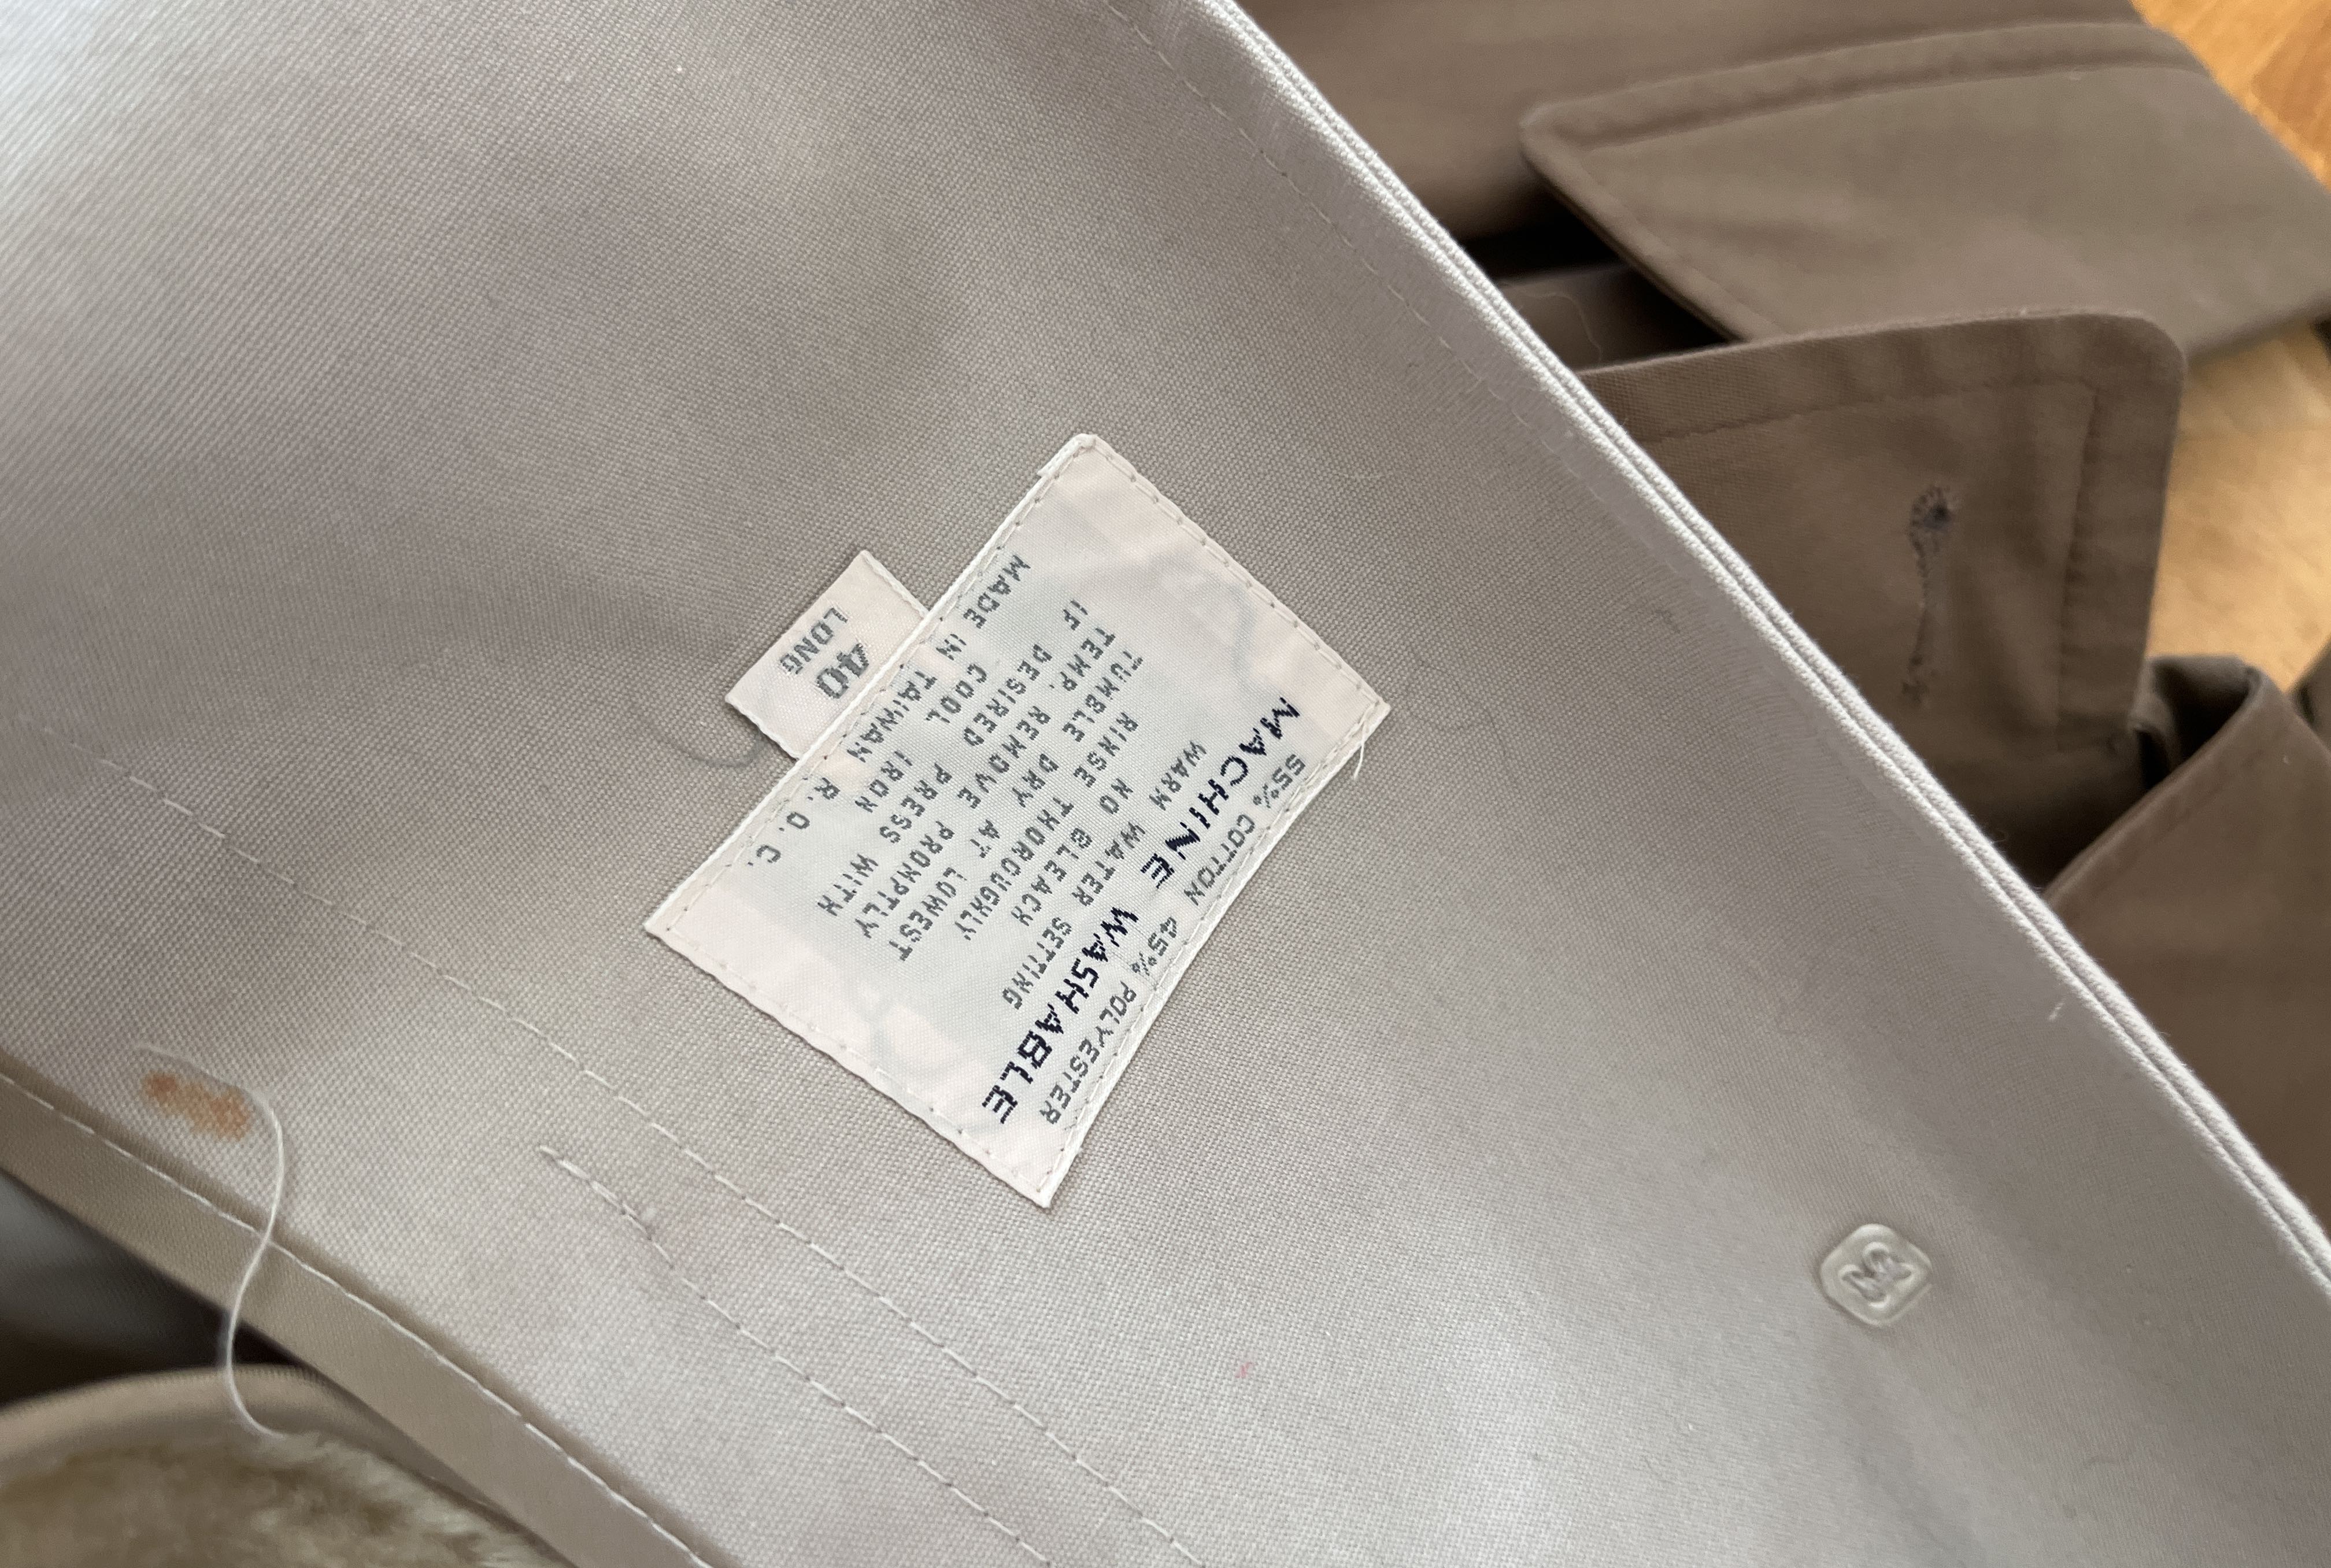 55% COTTON 45% POLYESTER
MACHINE WASHABLE
WARM WATER SETTING
RINSE NO BLEACH
TUMBLE DRY THOROUGHLY
TEMP. REMOVE AT LOWEST
IF DESIRED PRESS PROMPTLY
COOL IRON WITH
MADE IN TAIWAN R.O.C.
40
LONG